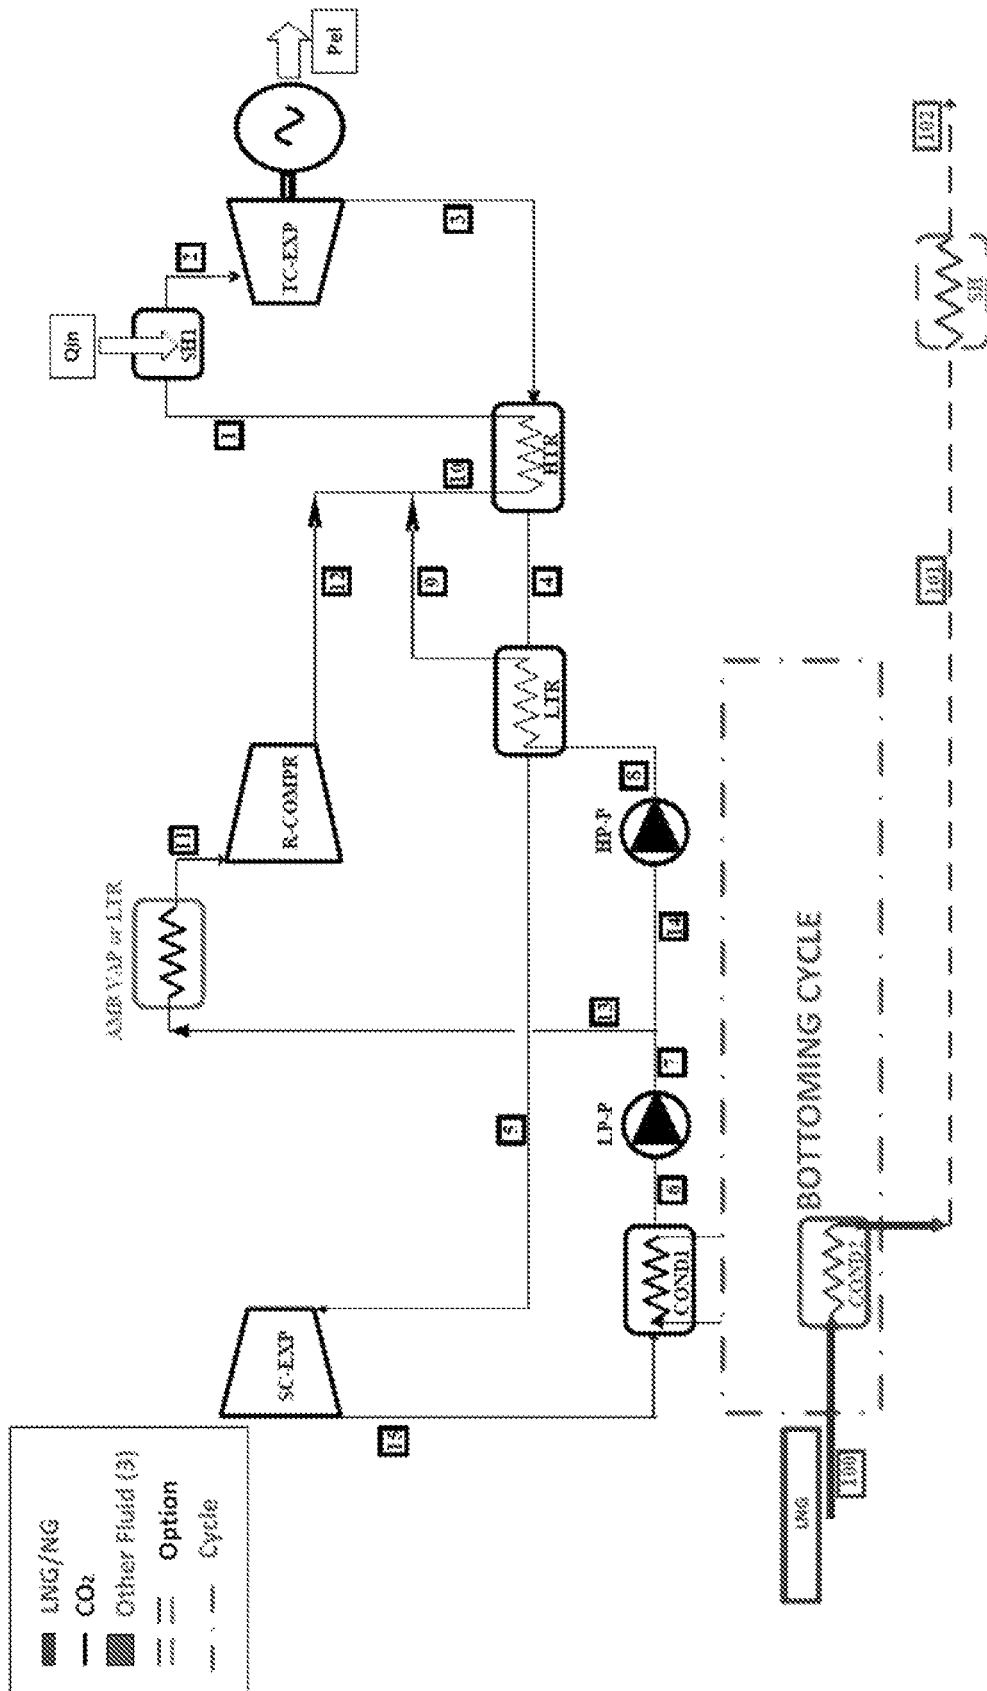 LNG/NG
CO₂
Other Fluid (3)
Option
Cycle
Qin
AMB VAP or LTR
11
2
SH1
1
SC-EXP
R-COMPR
TC-EXP
Pel
12
15
9
10
3
5
4
LTR
HTR
LP-P
13
HP-P
8
6
7
14
COND1
LNG
BOTTOMING CYCLE
100
COND2
101
102
SH